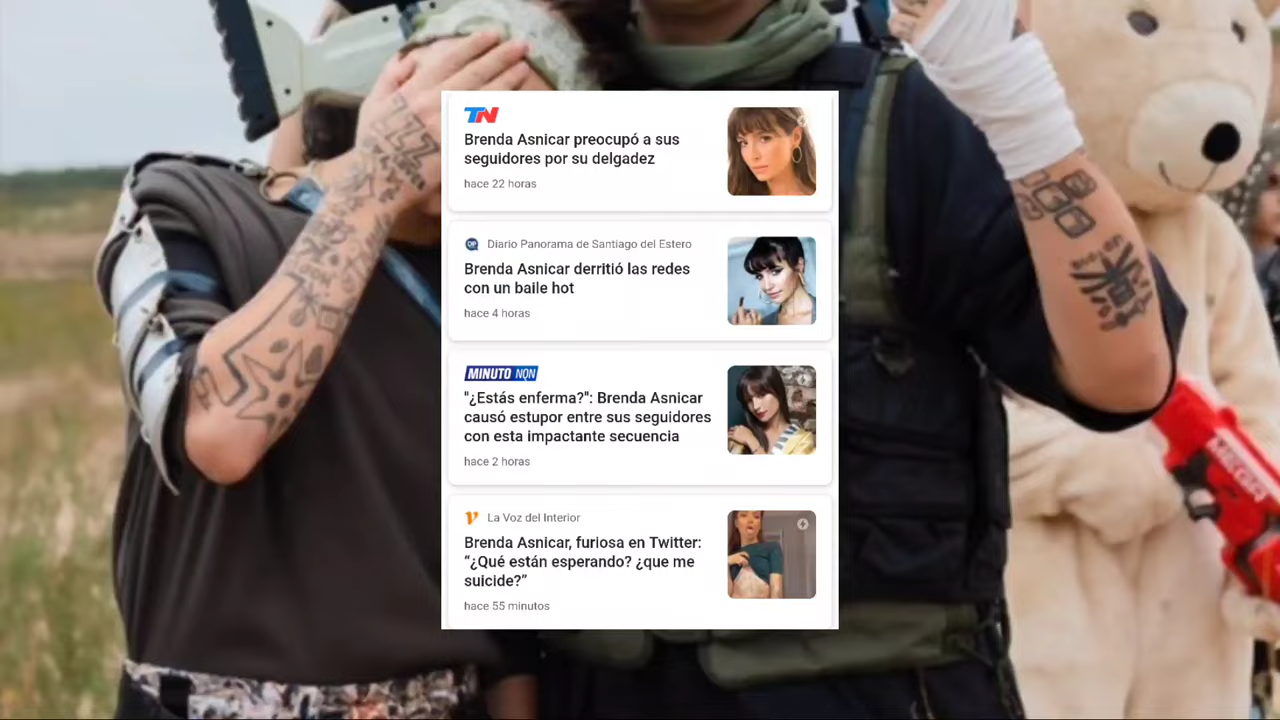 TN
Brenda Asnicar preocupó a sus
seguidores por su delgadez
hace 22 horas
DP Diario Panorama de Santiago del Estero
Brenda Asnicar derritió las redes
con un baile hot
hace 4 horas
MINUTO NQN
"¿Estás enferma?": Brenda Asnicar
causó estupor entre sus seguidores
con esta impactante secuencia
hace 2 horas
La Voz del Interior
Brenda Asnicar, furiosa en Twitter:
“¿Qué están esperando? ¿que me
suicide?”
hace 55 minutos
MEGA